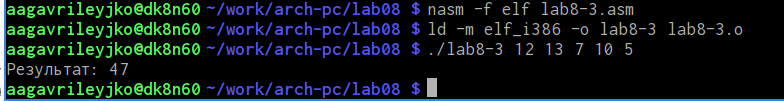 aagavrileyjko@dk8n60 ~/work/arch-pc/lab08 $ nasm -f elf lab8-3.asm
aagavrileyjko@dk8n60 ~/work/arch-pc/lab08 $ ld -m elf_i386 -o lab8-3 lab8-3.o
aagavrileyjko@dk8n60 ~/work/arch-pc/lab08 $ ./lab8-3 12 13 7 10 5
Результат: 47
aagavrileyjko@dk8n60 ~/work/arch-pc/lab08 $